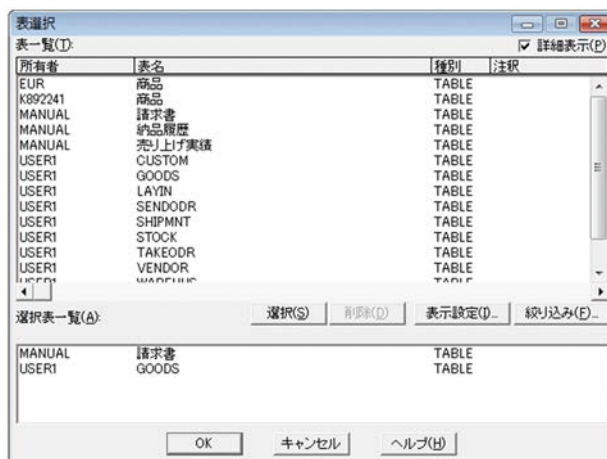 表選択
表一覧(T):
詳細表示(P)
所有者 表名 種別 注釈
EUR 商品 TABLE
K892241 商品 TABLE
MANUAL 請求書 TABLE
MANUAL 納品履歴 TABLE
MANUAL 売り上げ実績 TABLE
USER1 CUSTOM TABLE
USER1 GOODS TABLE
USER1 LAYIN TABLE
USER1 SENDODR TABLE
USER1 SHIPMNT TABLE
USER1 STOCK TABLE
USER1 TAKEODR TABLE
USER1 VENDOR TABLE
USER1 WAREHUS TABLE
選択表一覧(A): 選択(S) 削除(D) 表示設定(I)... 絞り込み(F)...
MANUAL 請求書 TABLE
USER1 GOODS TABLE
OK キャンセル ヘルプ(H)